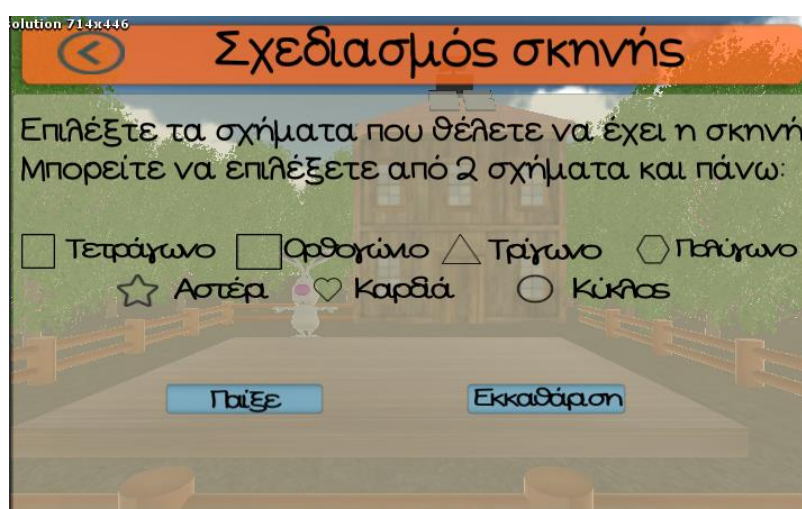 olution 714x446
Σχεδιασμός σκηνής
Επιλέξτε τα σχήματα που θέλετε να έχει η σκηνή
Μπορείτε να επιλέξετε από 2 σχήματα και πάνω:
Τετράγωνο Ορθογώνιο Τρίγωνο Πολύγωνο
Αστέρι Καρδιά Κύκλος
Παίξε Εκκαθάριση